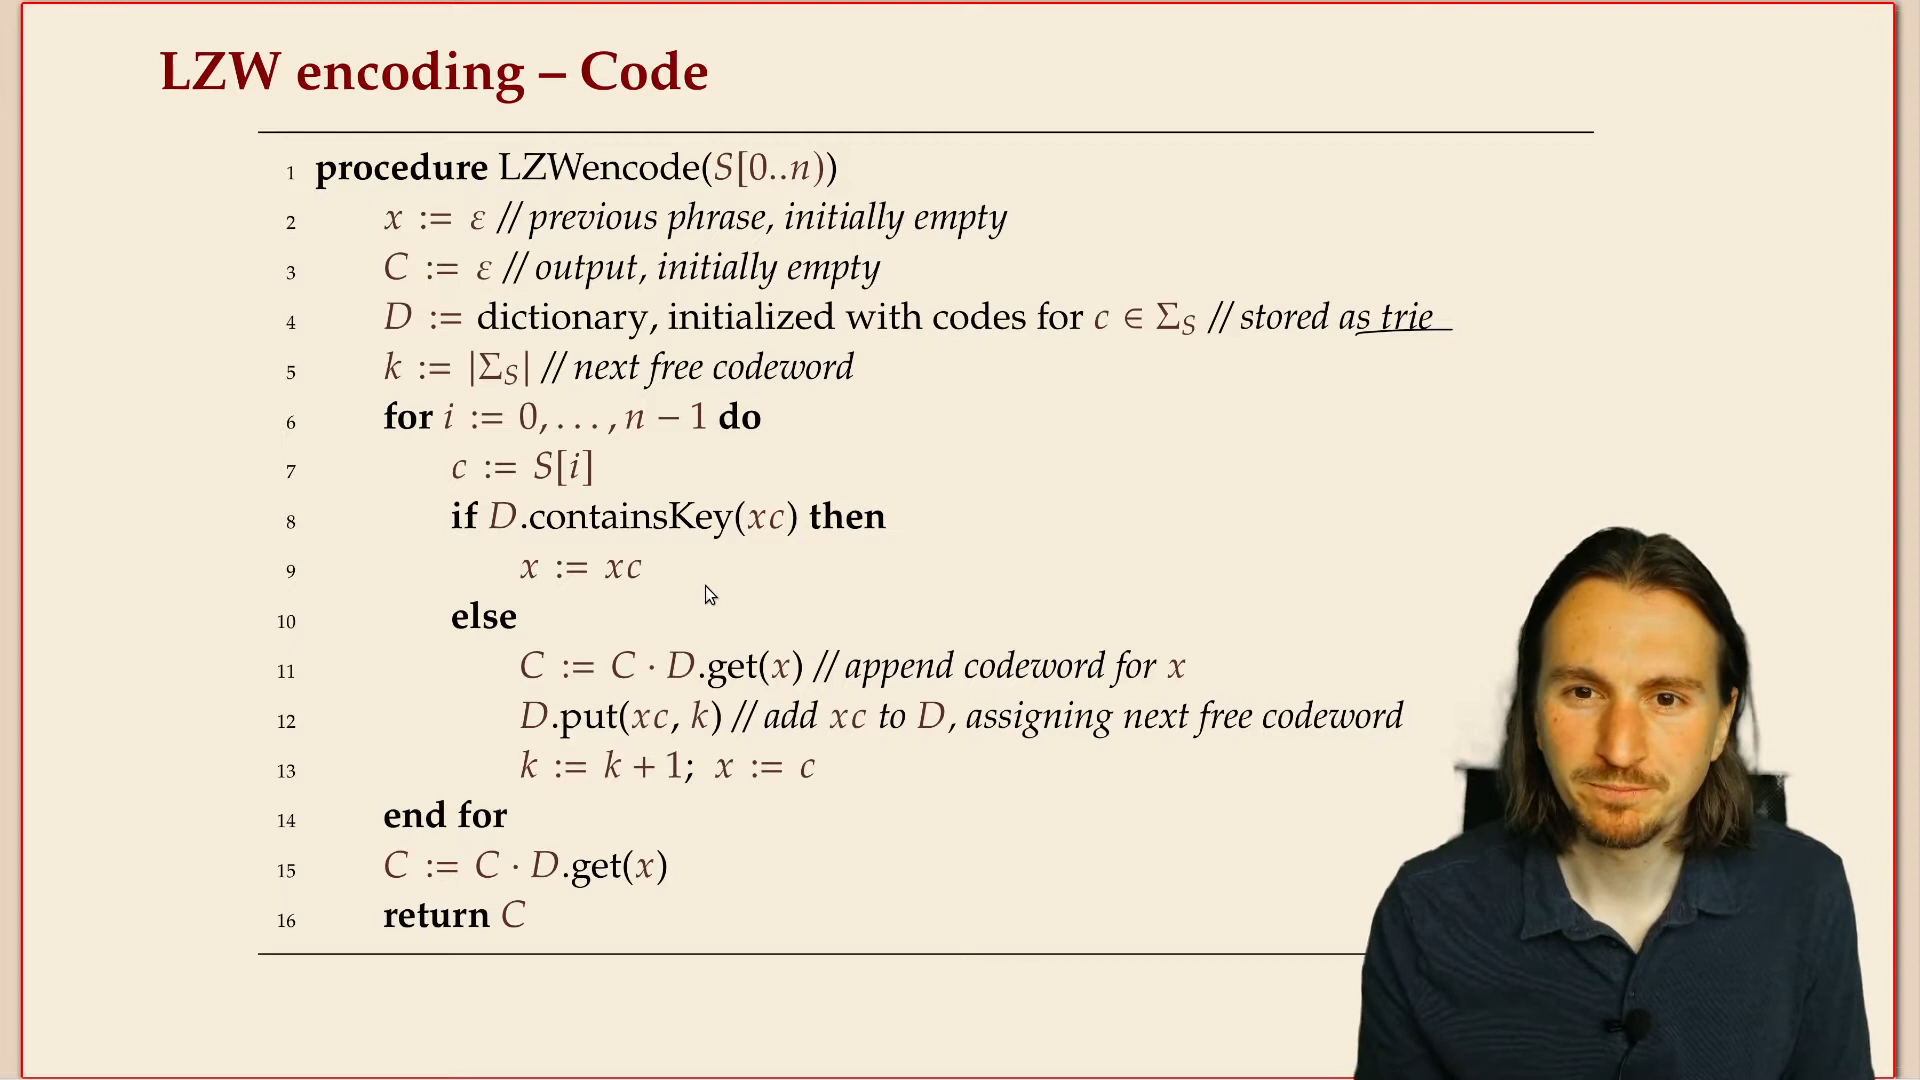 LZW encoding – Code
1 procedure LZWencode(S[0..n))
2 x := ε // previous phrase, initially empty
3 C := ε // output, initially empty
4 D := dictionary, initialized with codes for c ∈ Σ_S // stored as trie
5 k := |Σ_S| // next free codeword
6 for i := 0, . . . , n − 1 do
7 c := S[i]
8 if D.containsKey(xc) then
9 x := xc
10 else
11 C := C · D.get(x) // append codeword for x
12 D.put(xc, k) // add xc to D, assigning next free codeword
13 k := k + 1; x := c
14 end for
15 C := C · D.get(x)
16 return C